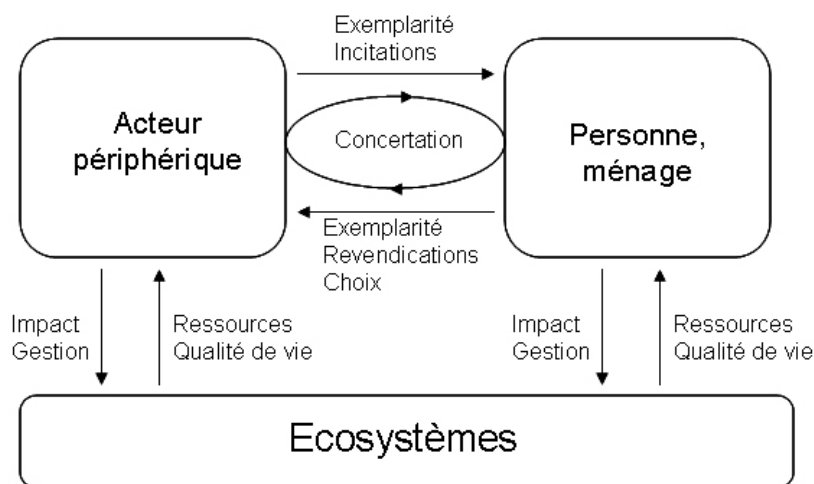 Exemplarité
Incitations
Acteur
périphérique
Concertation
Personne,
ménage
Exemplarité
Revendications
Choix
Impact
Gestion
Ressources
Qualité de vie
Impact
Gestion
Ressources
Qualité de vie
Ecosystèmes